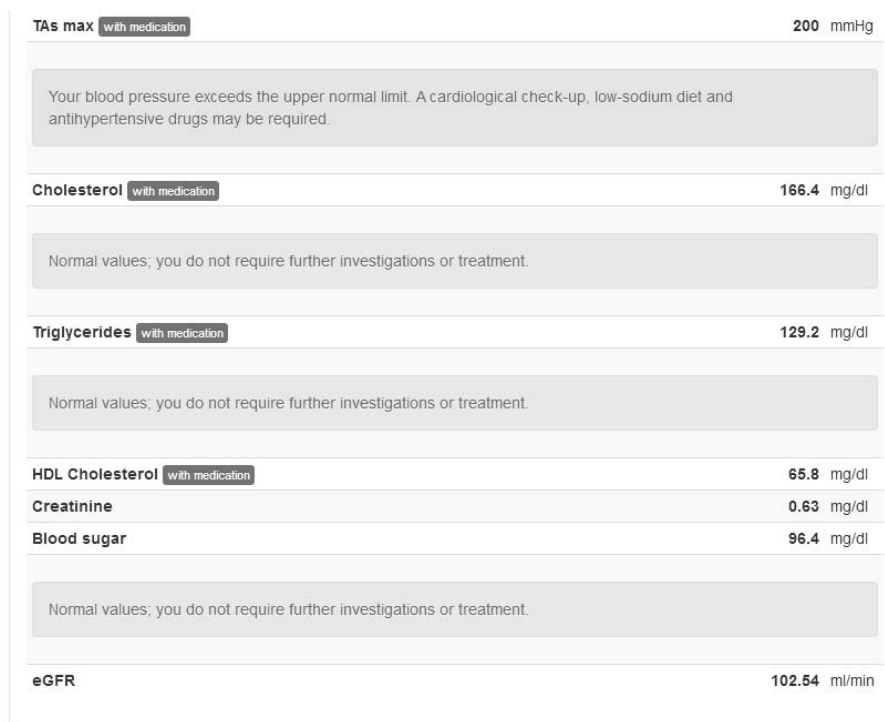 TAs max with medication 200 mmHg
Your blood pressure exceeds the upper normal limit. A cardiological check-up, low-sodium diet and
antihypertensive drugs may be required.
Cholesterol with medication 166.4 mg/dl
Normal values; you do not require further investigations or treatment.
Triglycerides with medication 129.2 mg/dl
Normal values; you do not require further investigations or treatment.
HDL Cholesterol with medication 65.8 mg/dl
Creatinine 0.63 mg/dl
Blood sugar 96.4 mg/dl
Normal values; you do not require further investigations or treatment.
eGFR 102.54 ml/min